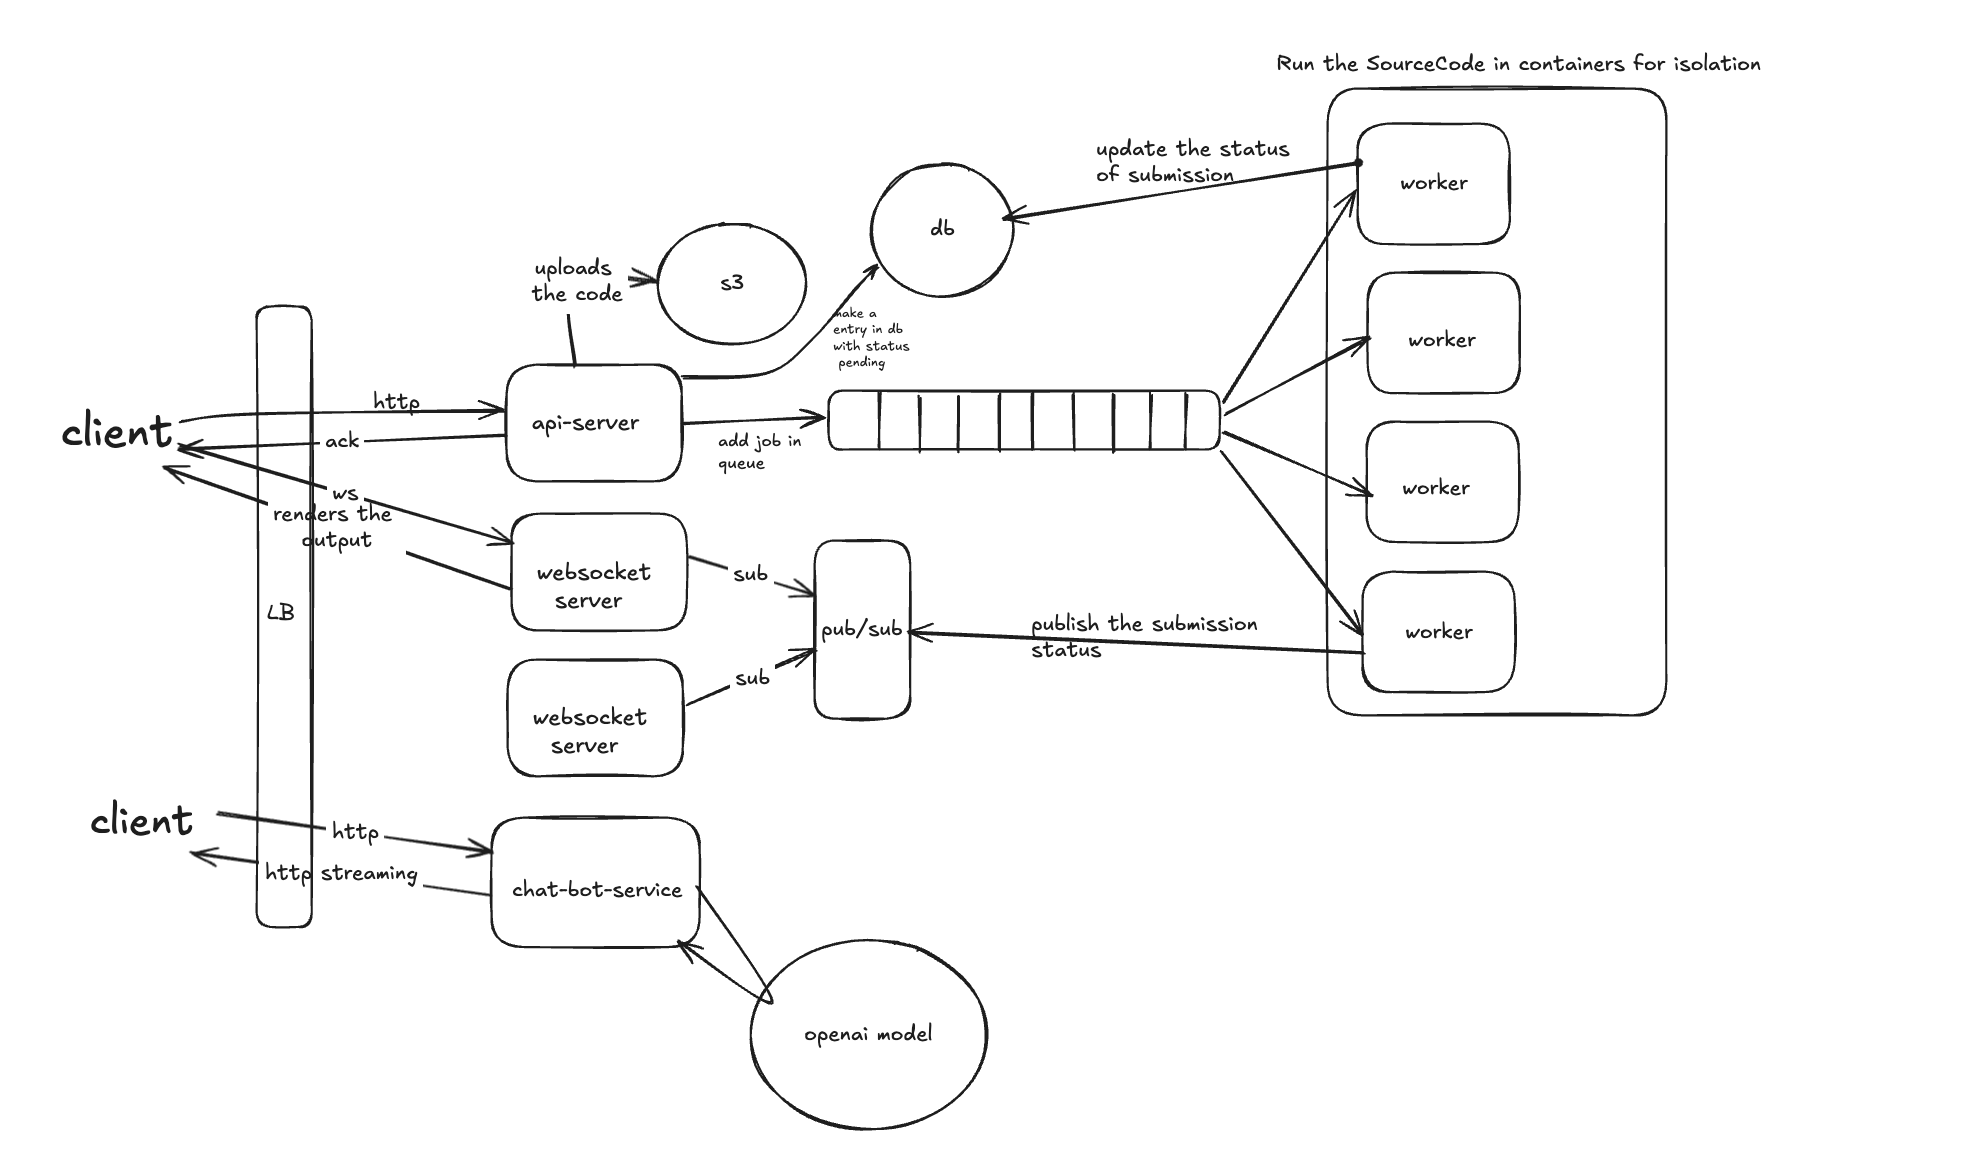 Run the SourceCode in containers for isolation
update the status
of submission
worker
db
uploads
the code
s3
make a
entry in db
with status
pending
worker
http
client
ack
api-server
add job in
queue
worker
ws
renders the
output
websocket
server
sub
LB
pub/sub
publish the submission
status
worker
sub
websocket
server
client
http
http streaming
chat-bot-service
openai model